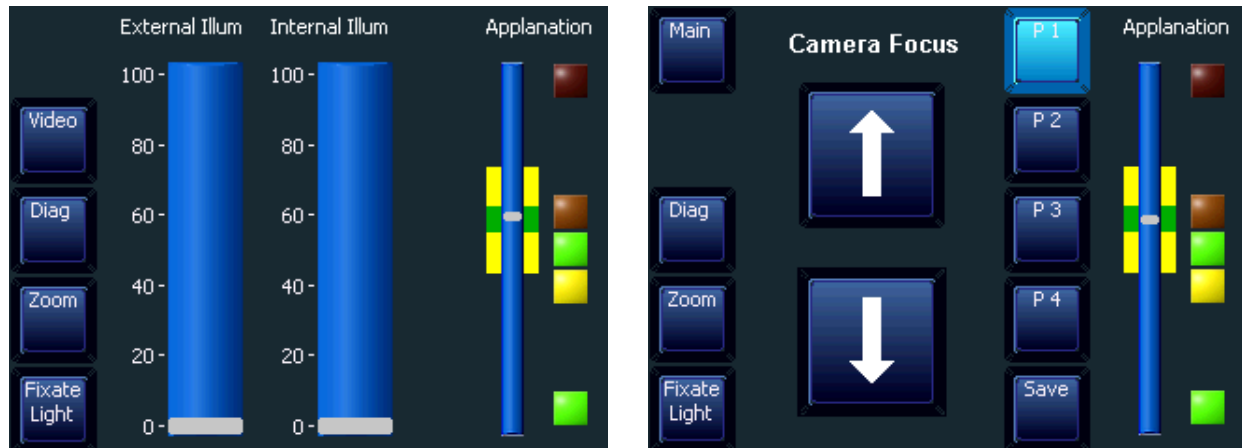 External Illum Internal Illum Applanation
100 - 100 -
Video
80 - 80 -
Diag
60 - 60 -
40 - 40 -
Zoom
20 - 20 -
Fixate
Light
0 - 0 -
Main
Camera Focus
P 1
Applanation
P 2
Diag
P 3
Zoom
P 4
Fixate
Light
Save